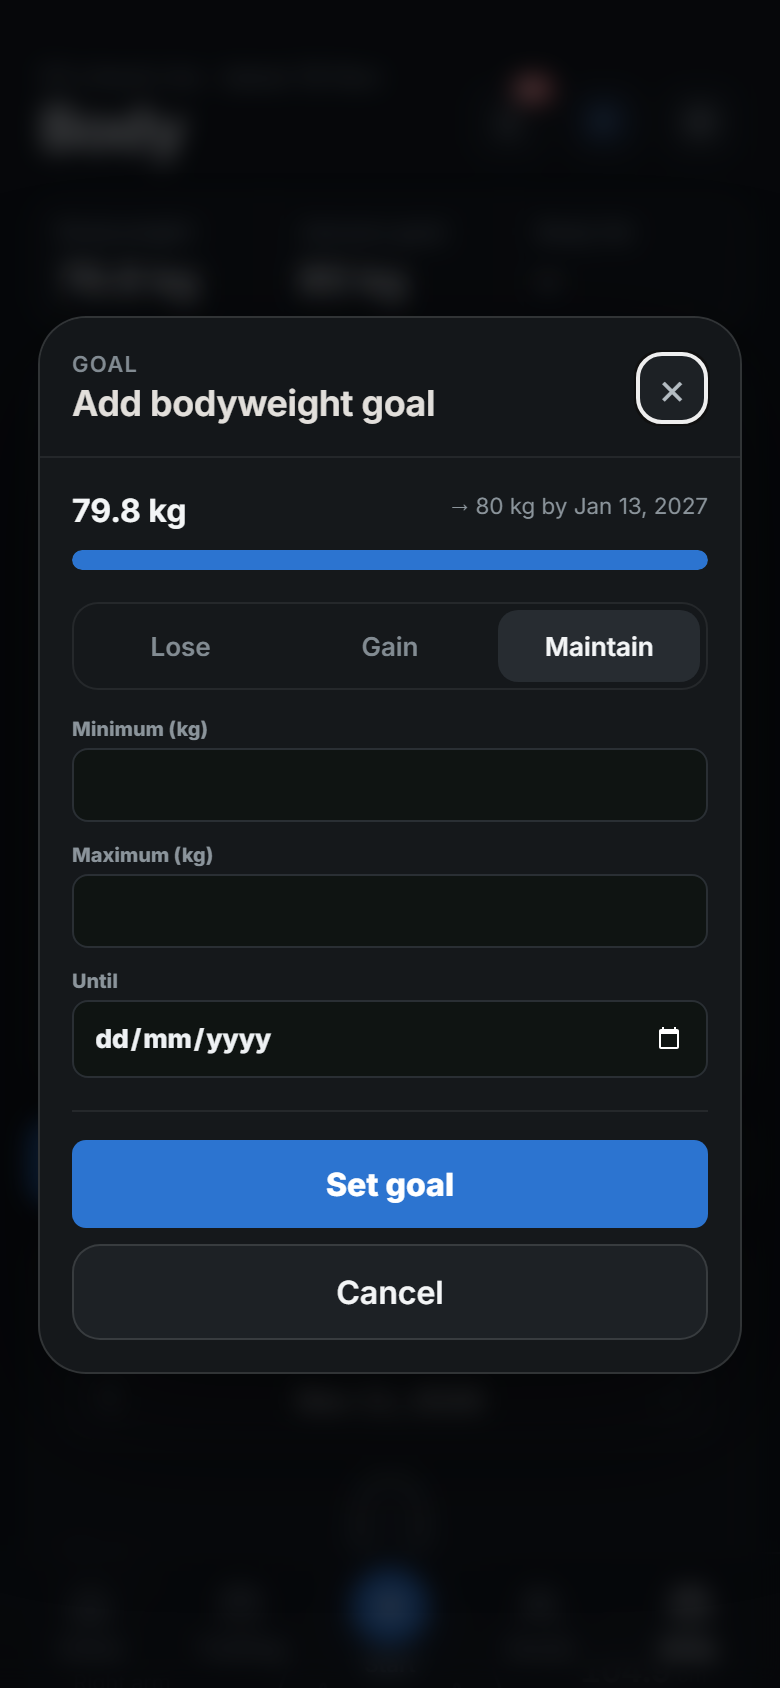 Body
GOAL
Add bodyweight goal
×
79.8 kg
→ 80 kg by Jan 13, 2027
Lose
Gain
Maintain
Minimum (kg)
Maximum (kg)
Until
dd/mm/yyyy
Set goal
Cancel